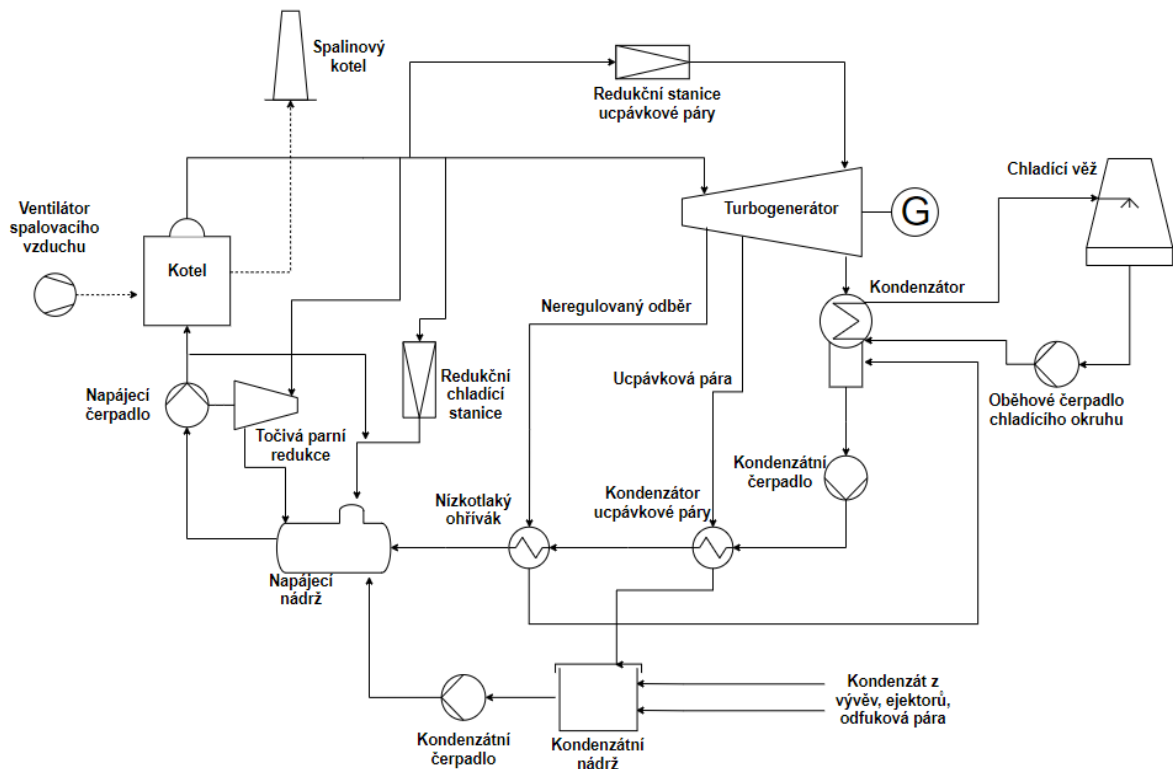 Spalinový
kotel
Redukční stanice
ucpávkové páry
Chladící věž
Ventilátor
spalovacího
vzduchu
Turbogenerátor
G
Kotel
Kondenzátor
Neregulovaný odběr
Ucpávková pára
Redukční
chladící
stanice
Napájecí
čerpadlo
Oběhové čerpadlo
chladícího okruhu
Točivá parní
redukce
Kondenzátní
čerpadlo
Nízkotlaký
ohřívák
Kondenzátor
ucpávkové páry
Napájecí
nádrž
Kondenzát z
vývěv, ejektorů,
odfuková pára
Kondenzátní
čerpadlo
Kondenzátní
nádrž